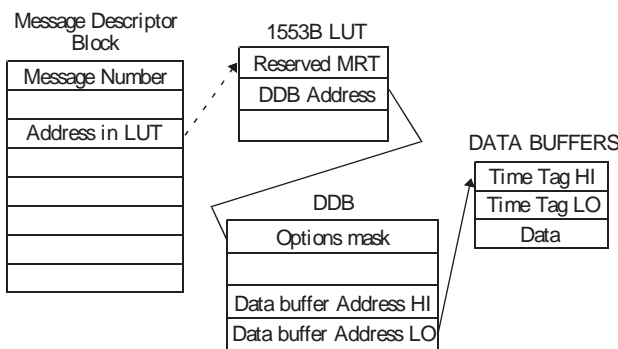 Message Descriptor
Block
Message Number
Address in LUT
1553B LUT
Reserved MRT
DDB Address
DDB
Options mask
Data buffer Address HI
Data buffer Address LO
DATA BUFFERS
Time Tag HI
Time Tag LO
Data